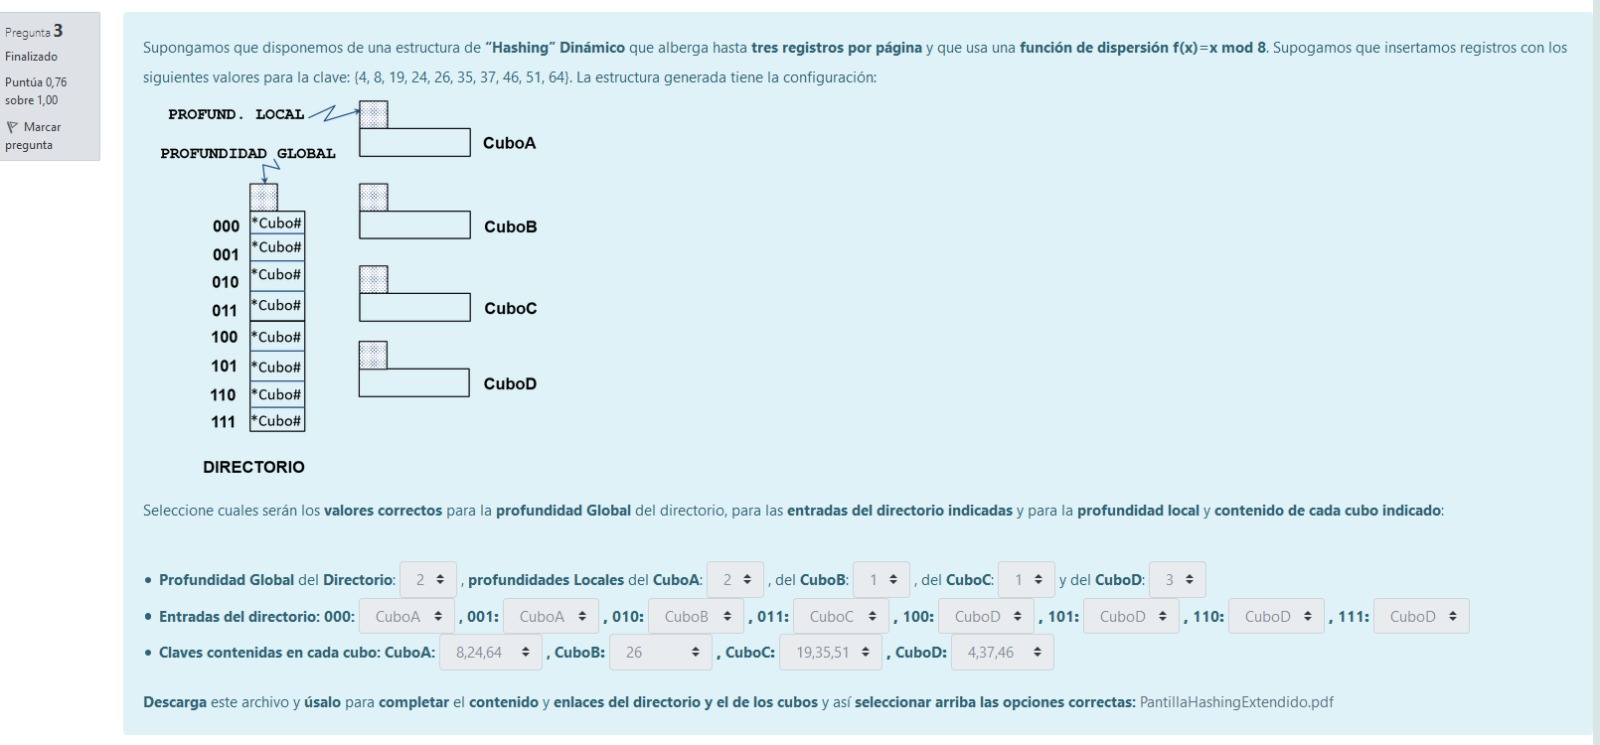 Pregunta 3
Finalizado
Puntúa 0,76
sobre 1,00
Marcar
pregunta
Supongamos que disponemos de una estructura de “Hashing” Dinámico que alberga hasta tres registros por página y que usa una función de dispersión f(x)=x mod 8. Supogamos que insertamos registros con los
siguientes valores para la clave: {4, 8, 19, 24, 26, 35, 37, 46, 51, 64}. La estructura generada tiene la configuración:
PROFUND. LOCAL
CuboA
PROFUNDIDAD GLOBAL
000 *Cubo#
CuboB
001 *Cubo#
010 *Cubo#
011 *Cubo#
CuboC
100 *Cubo#
101 *Cubo#
CuboD
110 *Cubo#
111 *Cubo#
DIRECTORIO
Seleccione cuales serán los valores correctos para la profundidad Global del directorio, para las entradas del directorio indicadas y para la profundidad local y contenido de cada cubo indicado:
• Profundidad Global del Directorio: 2 , profundidades Locales del CuboA: 2 , del CuboB: 1 , del CuboC: 1 y del CuboD: 3
• Entradas del directorio: 000: CuboA , 001: CuboA , 010: CuboB , 011: CuboC , 100: CuboD , 101: CuboD , 110: CuboD , 111: CuboD
• Claves contenidas en cada cubo: CuboA: 8,24,64 , CuboB: 26 , CuboC: 19,35,51 , CuboD: 4,37,46
Descarga este archivo y úsalo para completar el contenido y enlaces del directorio y el de los cubos y así seleccionar arriba las opciones correctas: PantillaHashingExtendido.pdf